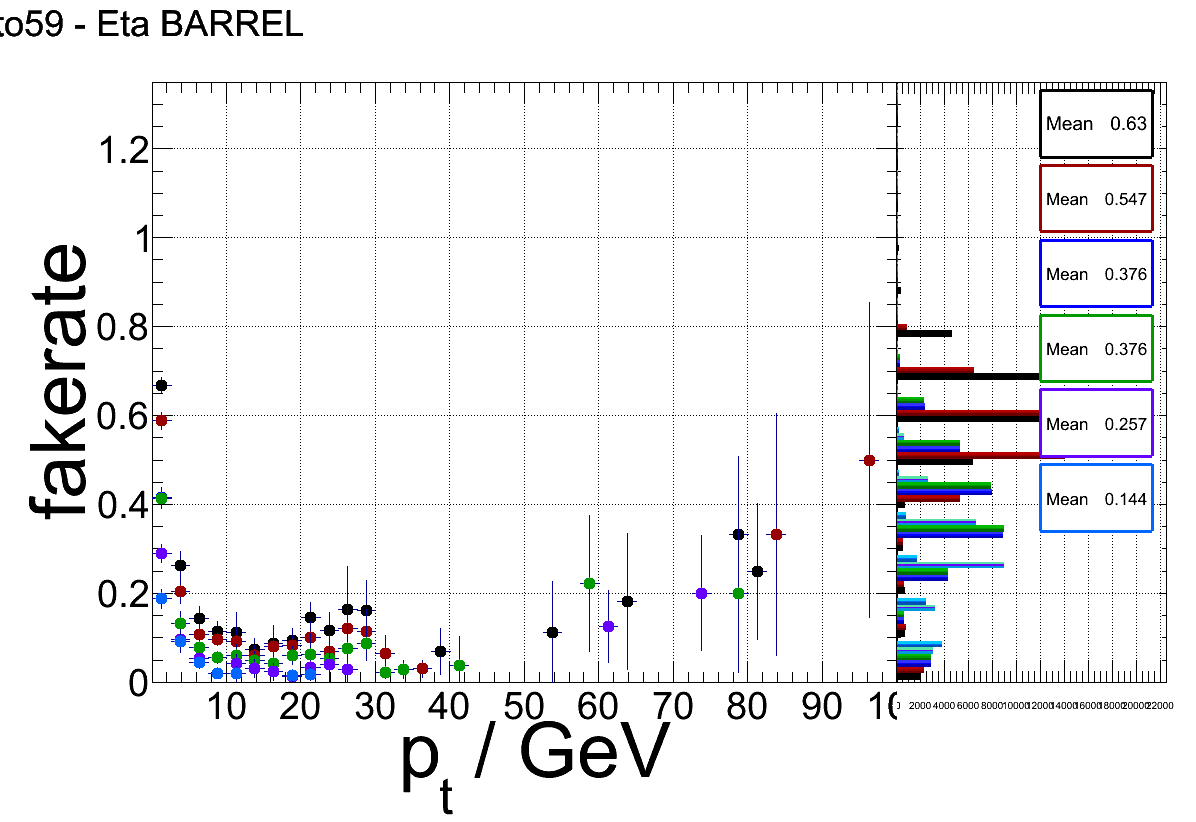 to59 - Eta BARREL
fakerate
1.2
1
0.8
0.6
0.4
0.2
0
10 20 30 40 50 60 70 80 90
p_t / GeV
Mean 0.63
Mean 0.547
Mean 0.376
Mean 0.376
Mean 0.257
Mean 0.144
2000 4000 6000 8000 10000 12000 14000 16000 18000 20000 22000